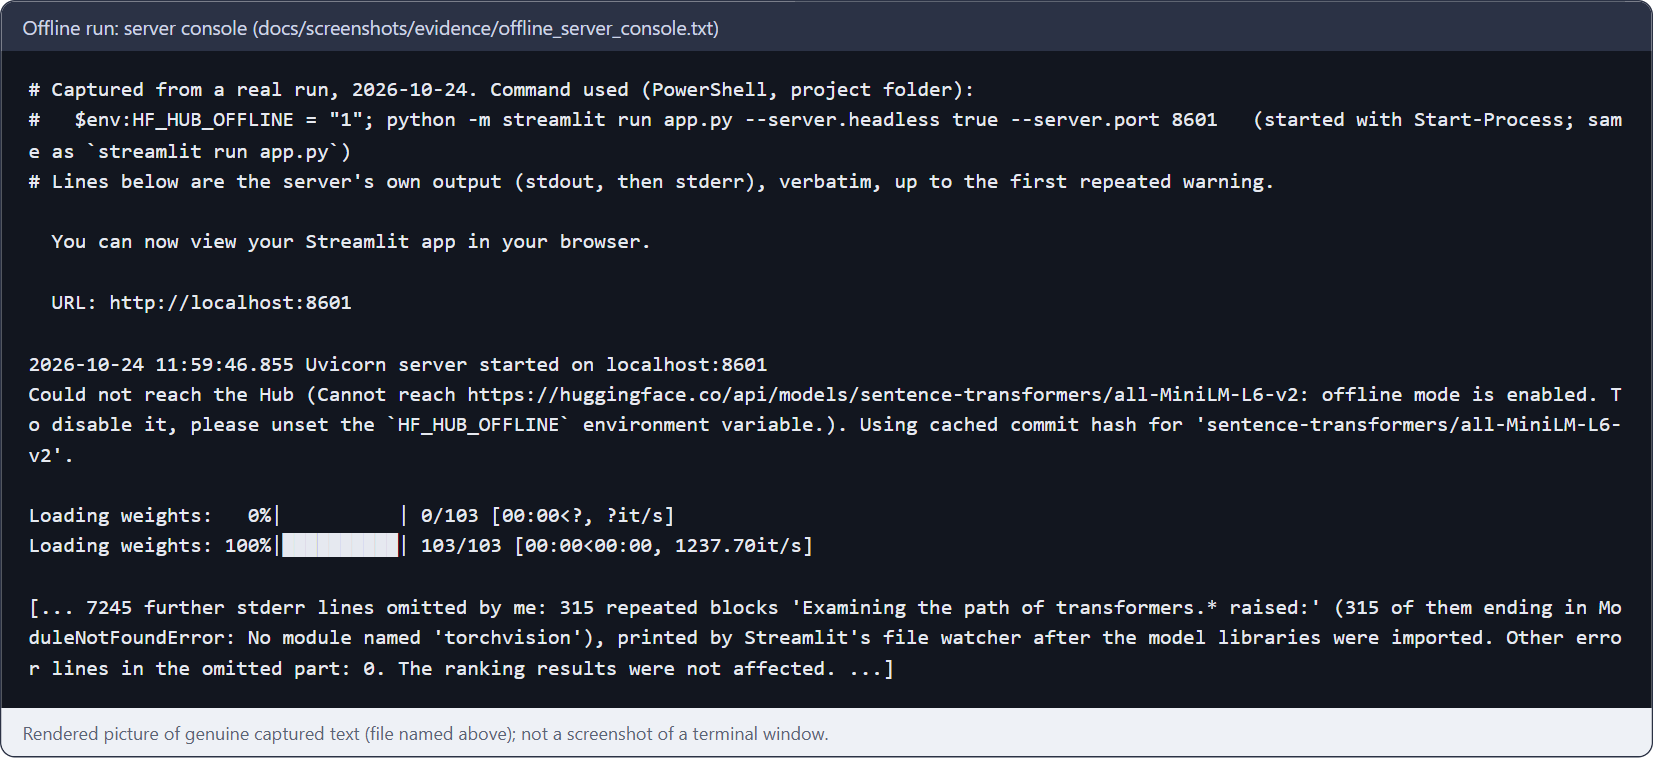 Offline run: server console (docs/screenshots/evidence/offline_server_console.txt)
# Captured from a real run, 2026-10-24. Command used (PowerShell, project folder):
#   $env:HF_HUB_OFFLINE = "1"; python -m streamlit run app.py --server.headless true --server.port 8601   (started with Start-Process; sam
e as `streamlit run app.py`)
# Lines below are the server's own output (stdout, then stderr), verbatim, up to the first repeated warning.
  You can now view your Streamlit app in your browser.
  URL: http://localhost:8601
2026-10-24 11:59:46.855 Uvicorn server started on localhost:8601
Could not reach the Hub (Cannot reach https://huggingface.co/api/models/sentence-transformers/all-MiniLM-L6-v2: offline mode is enabled. T
o disable it, please unset the `HF_HUB_OFFLINE` environment variable.). Using cached commit hash for 'sentence-transformers/all-MiniLM-L6-
v2'.
Loading weights:   0%|          | 0/103 [00:00<?, ?it/s]
Loading weights: 100%|██████████| 103/103 [00:00<00:00, 1237.70it/s]
[... 7245 further stderr lines omitted by me: 315 repeated blocks 'Examining the path of transformers.* raised:' (315 of them ending in Mo
duleNotFoundError: No module named 'torchvision'), printed by Streamlit's file watcher after the model libraries were imported. Other erro
r lines in the omitted part: 0. The ranking results were not affected. ...]
Rendered picture of genuine captured text (file named above); not a screenshot of a terminal window.